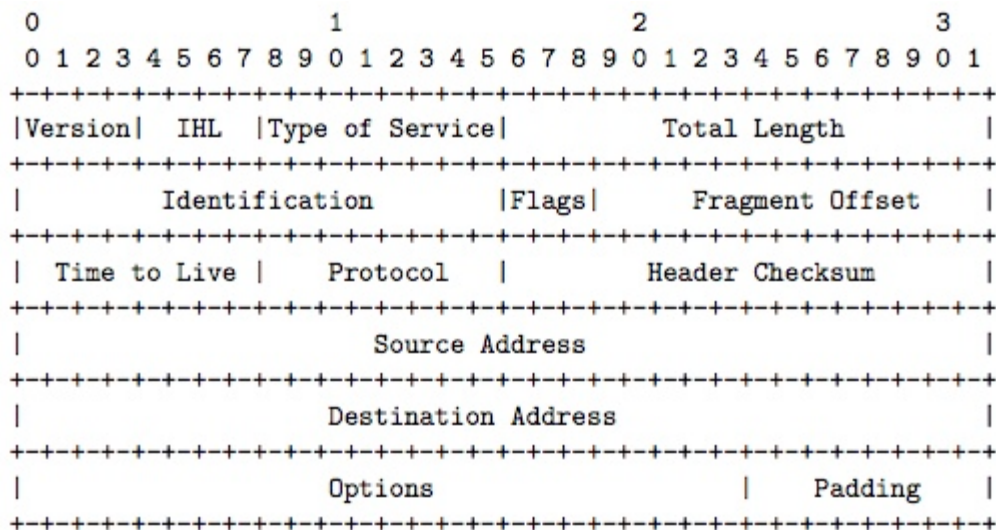 0                   1                   2                   3
0 1 2 3 4 5 6 7 8 9 0 1 2 3 4 5 6 7 8 9 0 1 2 3 4 5 6 7 8 9 0 1
+-+-+-+-+-+-+-+-+-+-+-+-+-+-+-+-+-+-+-+-+-+-+-+-+-+-+-+-+-+-+-+-+
|Version|  IHL  |Type of Service|          Total Length         |
+-+-+-+-+-+-+-+-+-+-+-+-+-+-+-+-+-+-+-+-+-+-+-+-+-+-+-+-+-+-+-+-+
|         Identification        |Flags|      Fragment Offset    |
+-+-+-+-+-+-+-+-+-+-+-+-+-+-+-+-+-+-+-+-+-+-+-+-+-+-+-+-+-+-+-+-+
|  Time to Live |    Protocol   |         Header Checksum       |
+-+-+-+-+-+-+-+-+-+-+-+-+-+-+-+-+-+-+-+-+-+-+-+-+-+-+-+-+-+-+-+-+
|                       Source Address                          |
+-+-+-+-+-+-+-+-+-+-+-+-+-+-+-+-+-+-+-+-+-+-+-+-+-+-+-+-+-+-+-+-+
|                    Destination Address                        |
+-+-+-+-+-+-+-+-+-+-+-+-+-+-+-+-+-+-+-+-+-+-+-+-+-+-+-+-+-+-+-+-+
|                    Options                    |    Padding    |
+-+-+-+-+-+-+-+-+-+-+-+-+-+-+-+-+-+-+-+-+-+-+-+-+-+-+-+-+-+-+-+-+